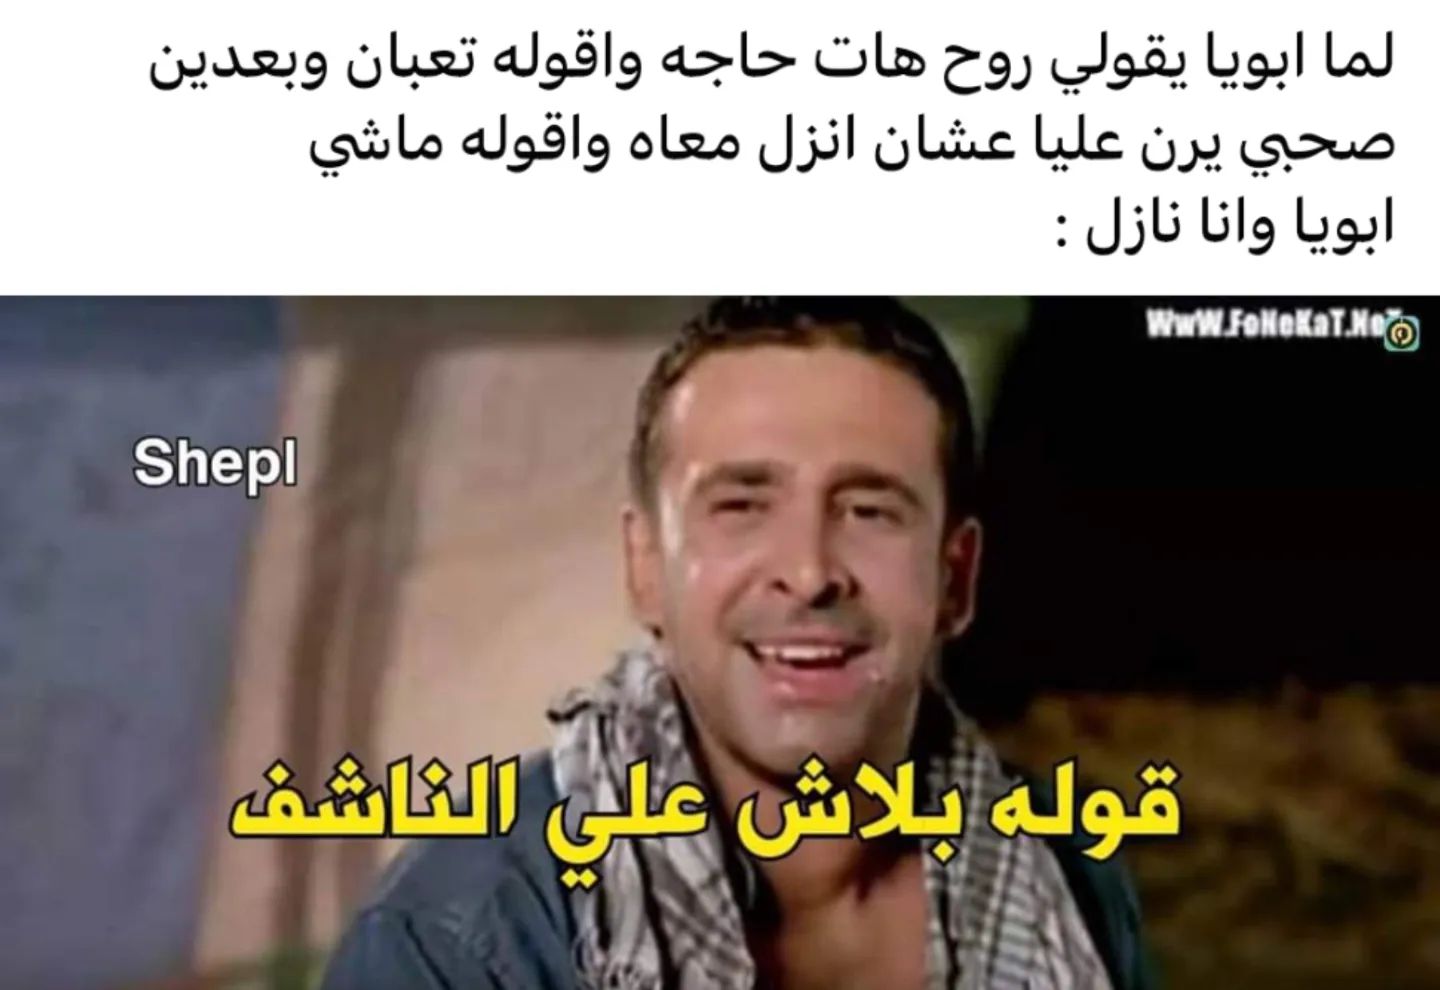 لما ابويا يقولي روح هات حاجه واقوله تعبان وبعدين
صحبي يرن عليا عشان انزل معاه واقوله ماشي
ابويا وانا نازل :
WwW.FoNeKaT.NeT
Shepl
قوله بلاش علي الناشف